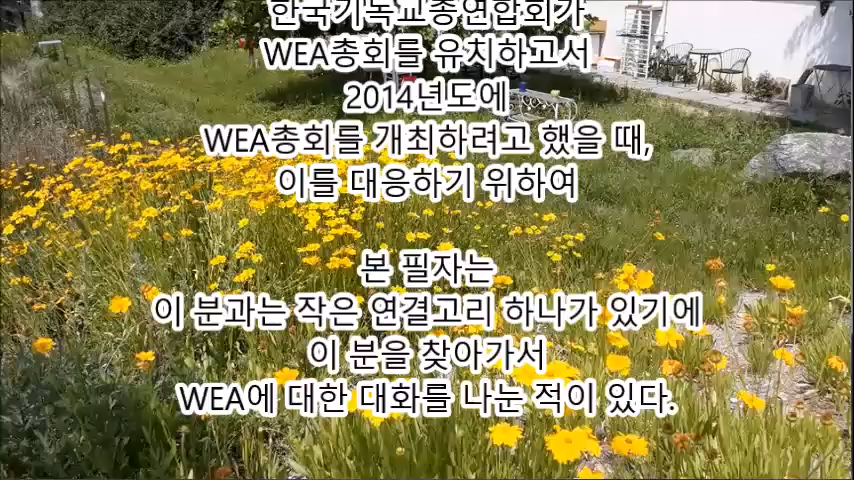 한국기독교총연합회가
WEA총회를 유치하고서
2014년도에
WEA총회를 개최하려고 했을 때,
이를 대응하기 위하여
본 필자는
이 분과는 작은 연결고리 하나가 있기에
이 분을 찾아가서
WEA에 대한 대화를 나눈 적이 있다.